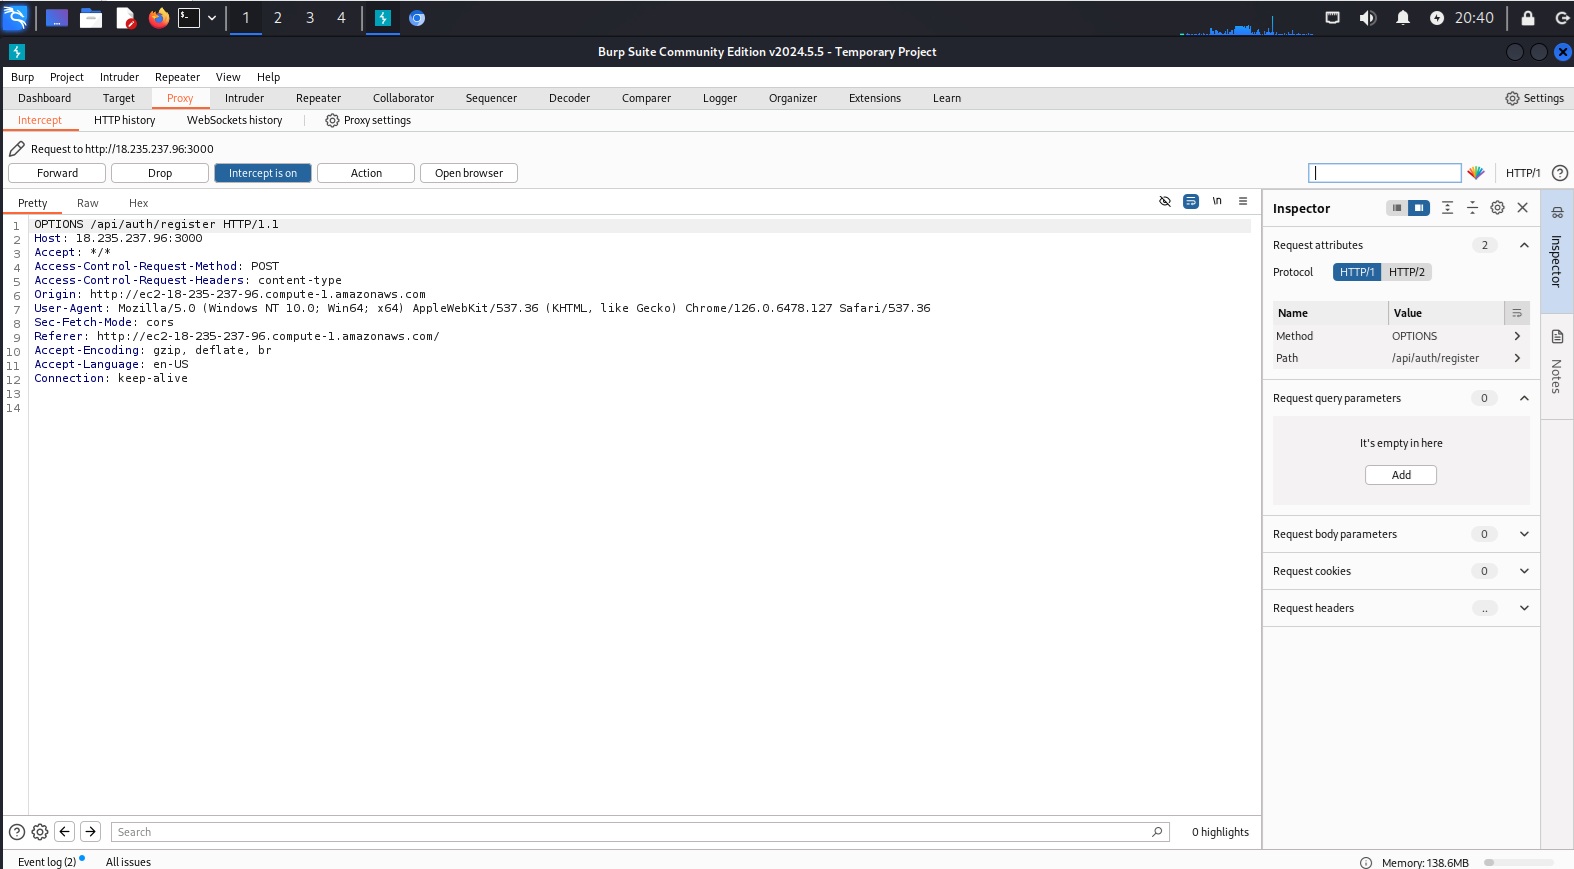 1 2 3 4 20:40
Burp Suite Community Edition v2024.5.5 - Temporary Project
Burp Project Intruder Repeater View Help
Dashboard Target Proxy Intruder Repeater Collaborator Sequencer Decoder Comparer Logger Organizer Extensions Learn Settings
Intercept HTTP history WebSockets history Proxy settings
Request to http://18.235.237.96:3000
Forward Drop Intercept is on Action Open browser HTTP/1
Pretty Raw Hex \n
1 OPTIONS /api/auth/register HTTP/1.1
2 Host: 18.235.237.96:3000
3 Accept: */*
4 Access-Control-Request-Method: POST
5 Access-Control-Request-Headers: content-type
6 Origin: http://ec2-18-235-237-96.compute-1.amazonaws.com
7 User-Agent: Mozilla/5.0 (Windows NT 10.0; Win64; x64) AppleWebKit/537.36 (KHTML, like Gecko) Chrome/126.0.6478.127 Safari/537.36
8 Sec-Fetch-Mode: cors
9 Referer: http://ec2-18-235-237-96.compute-1.amazonaws.com/
10 Accept-Encoding: gzip, deflate, br
11 Accept-Language: en-US
12 Connection: keep-alive
13
14
Inspector
Request attributes 2
Protocol HTTP/1 HTTP/2
Name Value
Method OPTIONS
Path /api/auth/register
Request query parameters 0
It's empty in here
Add
Request body parameters 0
Request cookies 0
Request headers ..
Inspector
Notes
Search 0 highlights
Event log (2) All issues Memory: 138.6MB